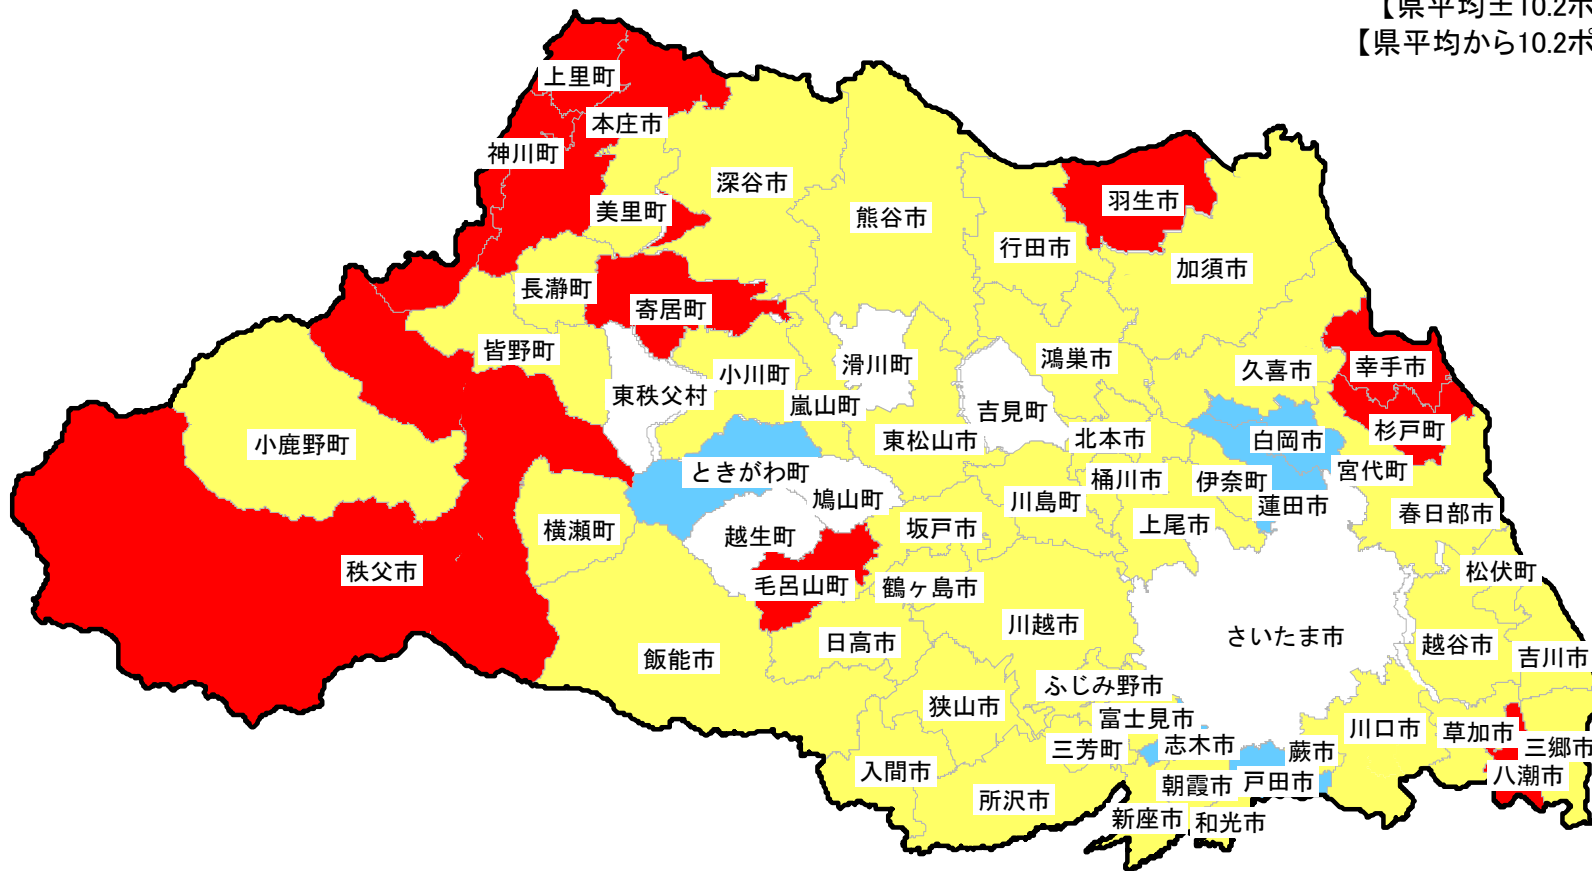 【県平均±10.2ポ
【県平均から10.2ポ
上里町
本庄市
神川町
深谷市
羽生市
美里町
熊谷市
行田市
加須市
長瀞町
寄居町
皆野町
小川町
滑川町
鴻巣市
久喜市
幸手市
東秩父村
嵐山町
吉見町
杉戸町
小鹿野町
東松山市
北本市
白岡市
ときがわ町
鳩山町
川島町
桶川市
伊奈町
宮代町
蓮田市
春日部市
横瀬町
越生町
坂戸市
上尾市
秩父市
毛呂山町
鶴ヶ島市
松伏町
川越市
さいたま市
飯能市
日高市
越谷市
吉川市
ふじみ野市
狭山市
富士見市
川口市
草加市
三芳町
志木市
蕨市
三郷市
入間市
朝霞市
戸田市
八潮市
所沢市
新座市
和光市